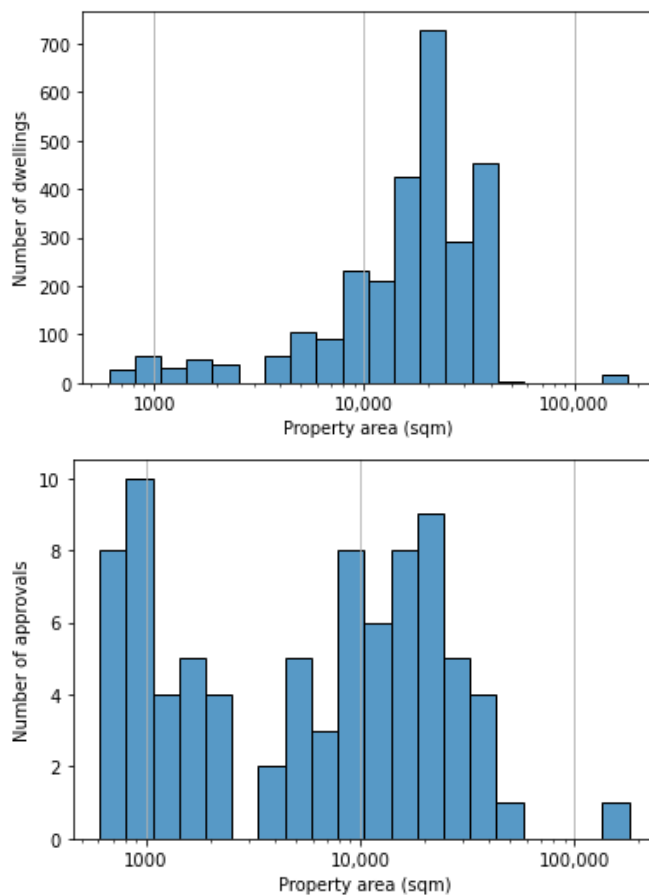 700
600
500
400
300
200
100
0
Number of dwellings
1000 10,000 100,000
Property area (sqm)
10
8
6
4
2
0
Number of approvals
1000 10,000 100,000
Property area (sqm)